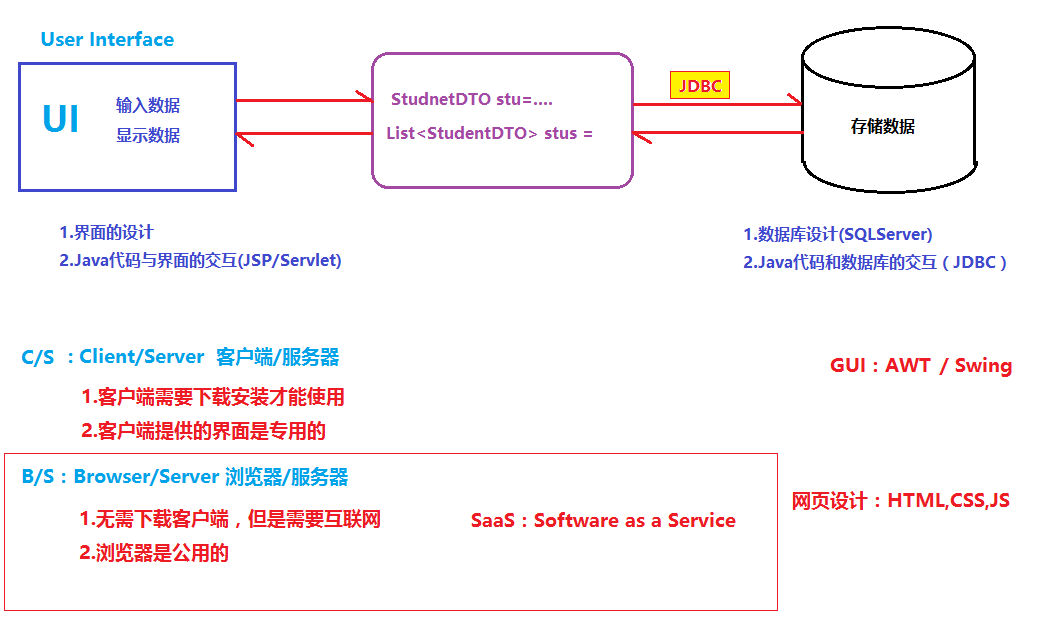 User Interface
UI
输入数据
显示数据
StudnetDTO stu=....
List<StudentDTO> stus =
JDBC
存储数据
1.界面的设计
2.Java代码与界面的交互(JSP/Servlet)
1.数据库设计(SQLServer)
2.Java代码和数据库的交互（JDBC）
C/S ：Client/Server 客户端/服务器
1.客户端需要下载安装才能使用
2.客户端提供的界面是专用的
GUI：AWT / Swing
B/S：Browser/Server 浏览器/服务器
1.无需下载客户端，但是需要互联网
2.浏览器是公用的
SaaS：Software as a Service
网页设计：HTML,CSS,JS